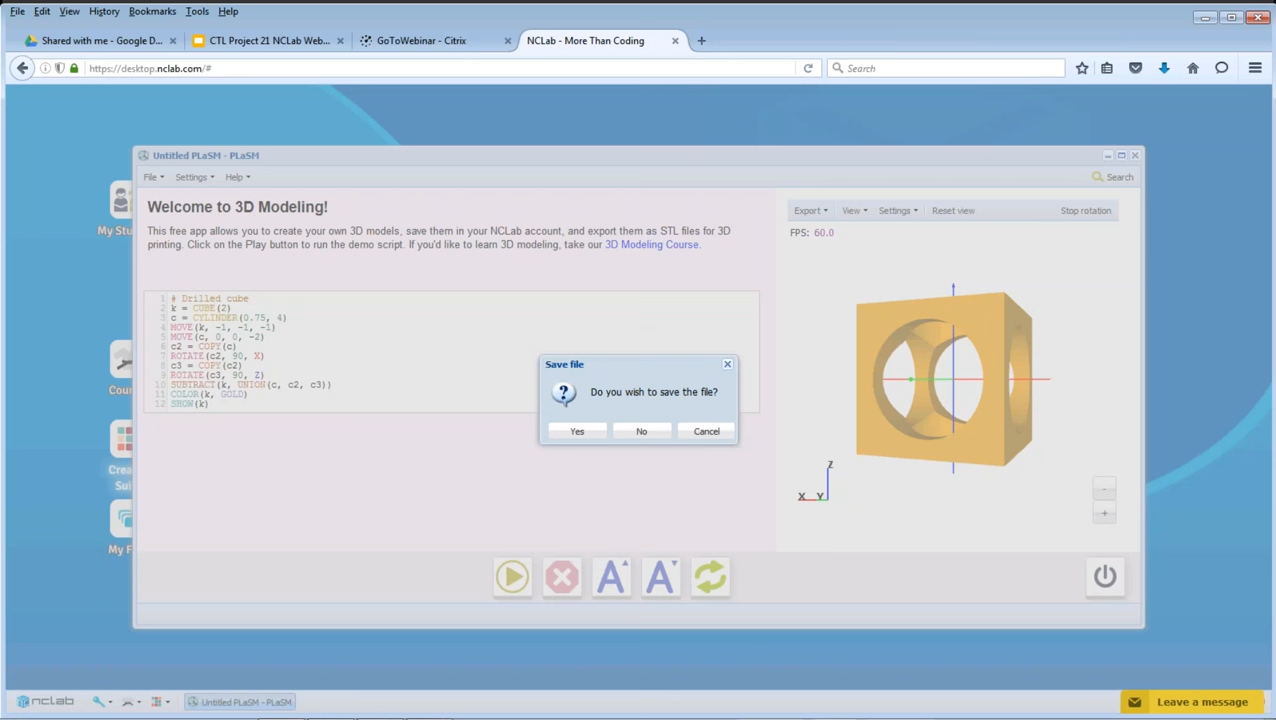 File Edit View History Bookmarks Tools Help
Shared with me - Google D...
CTL Project 21 NCLab Web...
GoToWebinar - Citrix
NCLab - More Than Coding
https://desktop.nclab.com/#
Search
Untitled PLaSM - PLaSM
File Settings Help
Search
Welcome to 3D Modeling!
This free app allows you to create your own 3D models, save them in your NCLab account, and export them as STL files for 3D
printing. Click on the Play button to run the demo script. If you'd like to learn 3D modeling, take our 3D Modeling Course.
1 # Drilled cube
2 k = CUBE(2)
3 c = CYLINDER(0.75, 4)
4 MOVE(k, -1, -1, -1)
5 MOVE(c, 0, 0, -2)
6 c2 = COPY(c)
7 ROTATE(c2, 90, X)
8 c3 = COPY(c2)
9 ROTATE(c3, 90, Z)
10 SUBTRACT(k, UNION(c, c2, c3))
11 COLOR(k, GOLD)
12 SHOW(k)
Export View Settings Reset view Stop rotation
FPS: 60.0
Z
X Y
-
+
Save file
Do you wish to save the file?
Yes No Cancel
My Stu
Cour
Crea
Sui
My F
A A
nclab
Untitled PLaSM - PLaSM
Leave a message